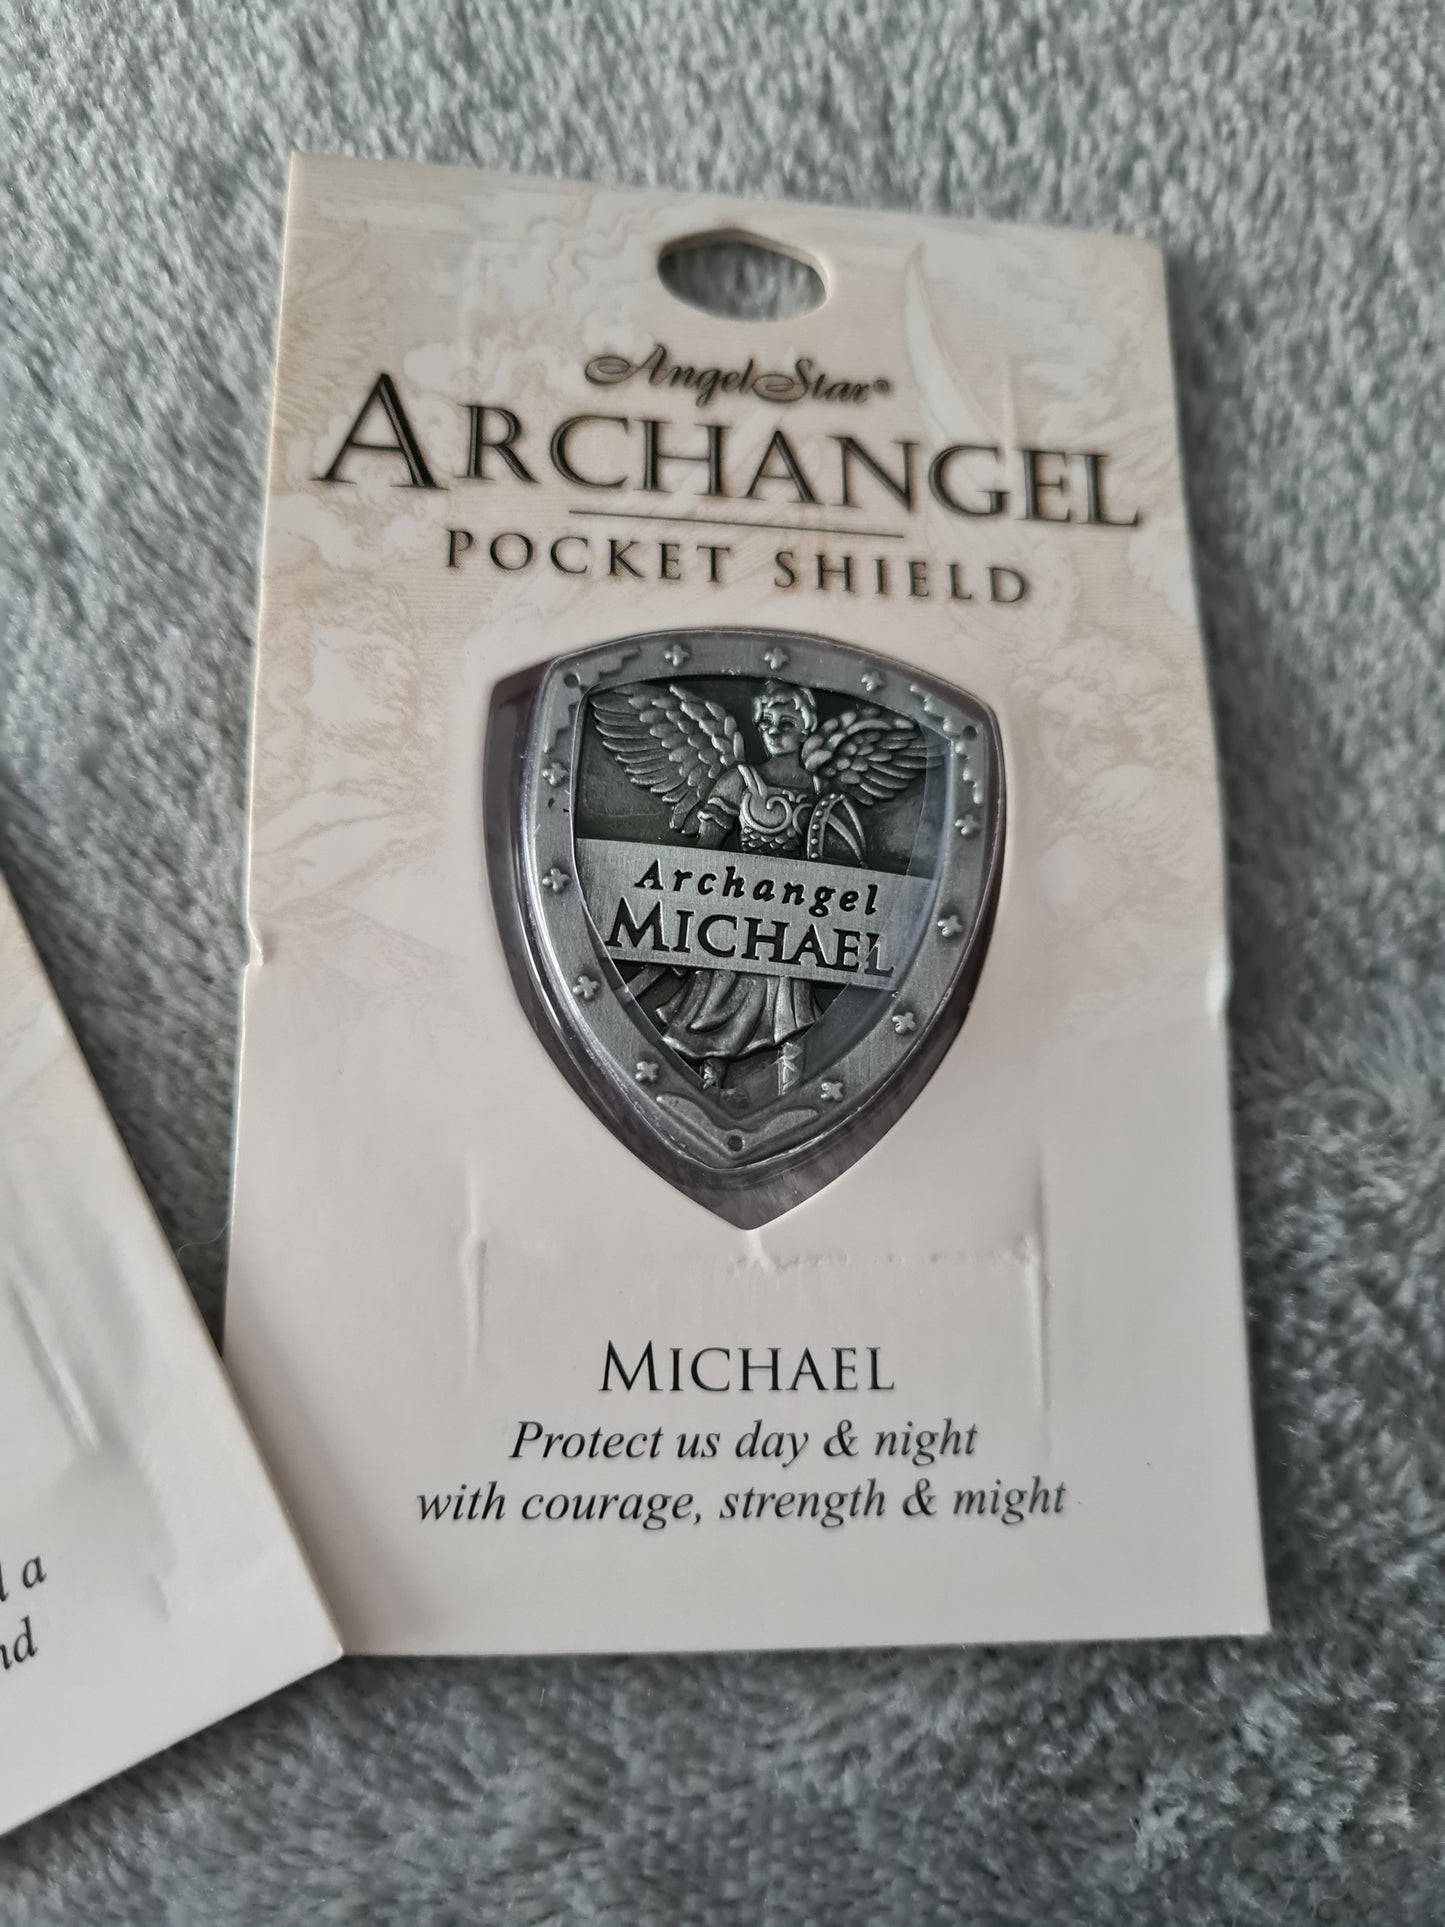 AngelStar®
ARCHANGEL
POCKET SHIELD
Archangel
MICHAEL
MICHAEL
Protect us day & night
with courage, strength & might
a